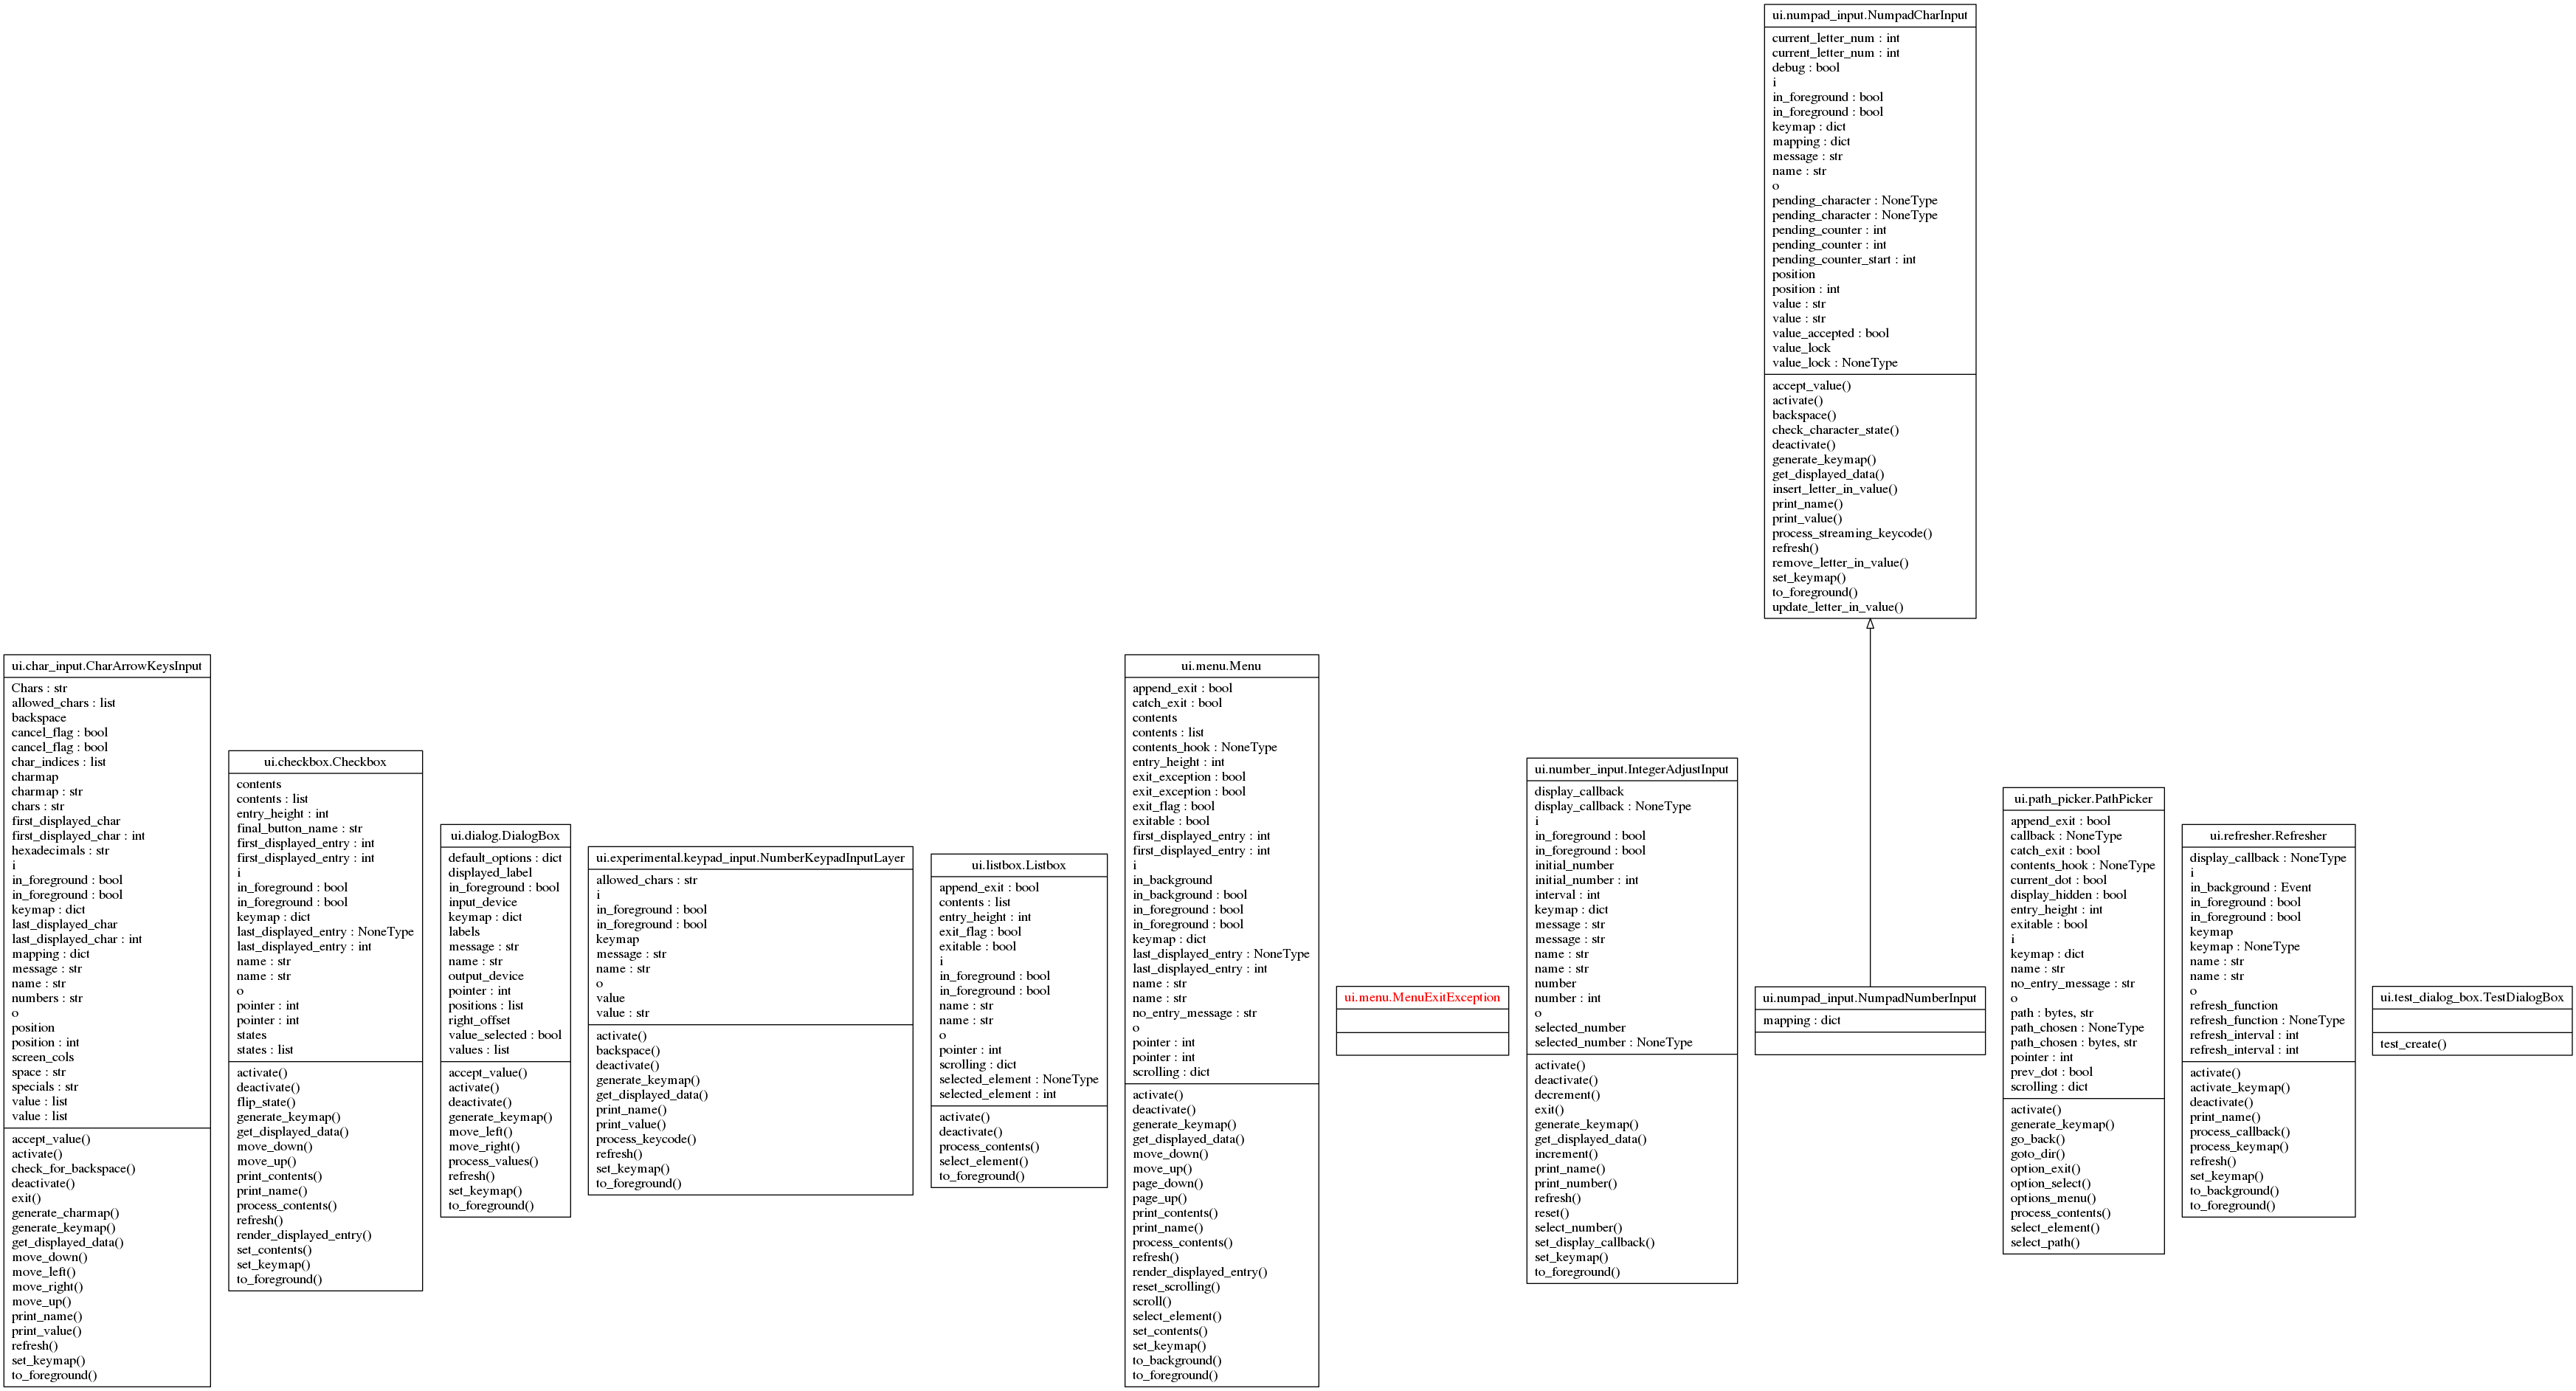 ui.numpad_input.NumpadCharInput
current_letter_num : int
current_letter_num : int
debug : bool
i
in_foreground : bool
in_foreground : bool
keymap : dict
mapping : dict
message : str
name : str
o
pending_character : NoneType
pending_character : NoneType
pending_counter : int
pending_counter : int
pending_counter_start : int
position
position : int
value : str
value : str
value_accepted : bool
value_lock
value_lock : NoneType
accept_value()
activate()
backspace()
check_character_state()
deactivate()
generate_keymap()
get_displayed_data()
insert_letter_in_value()
print_name()
print_value()
process_streaming_keycode()
refresh()
remove_letter_in_value()
set_keymap()
to_foreground()
update_letter_in_value()
ui.char_input.CharArrowKeysInput
Chars : str
allowed_chars : list
backspace
cancel_flag : bool
cancel_flag : bool
char_indices : list
charmap
charmap : str
chars : str
first_displayed_char
first_displayed_char : int
hexadecimals : str
i
in_foreground : bool
in_foreground : bool
keymap : dict
last_displayed_char
last_displayed_char : int
mapping : dict
message : str
name : str
numbers : str
o
position
position : int
screen_cols
space : str
specials : str
value : list
value : list
accept_value()
activate()
check_for_backspace()
deactivate()
exit()
generate_charmap()
generate_keymap()
get_displayed_data()
move_down()
move_left()
move_right()
move_up()
print_name()
print_value()
refresh()
set_keymap()
to_foreground()
ui.checkbox.Checkbox
contents
contents : list
entry_height : int
final_button_name : str
first_displayed_entry : int
first_displayed_entry : int
i
in_foreground : bool
in_foreground : bool
keymap : dict
last_displayed_entry : NoneType
last_displayed_entry : int
name : str
name : str
o
pointer : int
pointer : int
states
states : list
activate()
deactivate()
flip_state()
generate_keymap()
get_displayed_data()
move_down()
move_up()
print_contents()
print_name()
process_contents()
refresh()
render_displayed_entry()
set_contents()
set_keymap()
to_foreground()
ui.dialog.DialogBox
default_options : dict
displayed_label
in_foreground : bool
input_device
keymap : dict
labels
message : str
name : str
output_device
pointer : int
positions : list
right_offset
value_selected : bool
values : list
accept_value()
activate()
deactivate()
generate_keymap()
move_left()
move_right()
process_values()
refresh()
set_keymap()
to_foreground()
ui.experimental.keypad_input.NumberKeypadInputLayer
allowed_chars : str
i
in_foreground : bool
in_foreground : bool
keymap
message : str
name : str
o
value
value : str
activate()
backspace()
deactivate()
generate_keymap()
get_displayed_data()
print_name()
print_value()
process_keycode()
refresh()
set_keymap()
to_foreground()
ui.listbox.Listbox
append_exit : bool
contents : list
entry_height : int
exit_flag : bool
exitable : bool
i
in_foreground : bool
in_foreground : bool
name : str
name : str
o
pointer : int
scrolling : dict
selected_element : NoneType
selected_element : int
activate()
deactivate()
process_contents()
select_element()
to_foreground()
ui.menu.Menu
append_exit : bool
catch_exit : bool
contents
contents : list
contents_hook : NoneType
entry_height : int
exit_exception : bool
exit_exception : bool
exit_flag : bool
exitable : bool
first_displayed_entry : int
first_displayed_entry : int
i
in_background
in_background : bool
in_foreground : bool
in_foreground : bool
keymap : dict
last_displayed_entry : NoneType
last_displayed_entry : int
name : str
name : str
no_entry_message : str
o
pointer : int
pointer : int
scrolling : dict
activate()
deactivate()
generate_keymap()
get_displayed_data()
move_down()
move_up()
page_down()
page_up()
print_contents()
print_name()
process_contents()
refresh()
render_displayed_entry()
reset_scrolling()
scroll()
select_element()
set_contents()
set_keymap()
to_background()
to_foreground()
ui.menu.MenuExitException
ui.number_input.IntegerAdjustInput
display_callback
display_callback : NoneType
i
in_foreground : bool
in_foreground : bool
initial_number
initial_number : int
interval : int
keymap : dict
message : str
message : str
name : str
name : str
number
number : int
o
selected_number
selected_number : NoneType
activate()
deactivate()
decrement()
exit()
generate_keymap()
get_displayed_data()
increment()
print_name()
print_number()
refresh()
reset()
select_number()
set_display_callback()
set_keymap()
to_foreground()
ui.numpad_input.NumpadNumberInput
mapping : dict
ui.path_picker.PathPicker
append_exit : bool
callback : NoneType
catch_exit : bool
contents_hook : NoneType
current_dot : bool
display_hidden : bool
entry_height : int
exitable : bool
i
keymap : dict
name : str
no_entry_message : str
o
path : bytes, str
path_chosen : NoneType
path_chosen : bytes, str
pointer : int
prev_dot : bool
scrolling : dict
activate()
generate_keymap()
go_back()
goto_dir()
option_exit()
option_select()
options_menu()
process_contents()
select_element()
select_path()
ui.refresher.Refresher
display_callback : NoneType
i
in_background : Event
in_foreground : bool
in_foreground : bool
keymap
keymap : NoneType
name : str
name : str
o
refresh_function
refresh_function : NoneType
refresh_interval : int
refresh_interval : int
activate()
activate_keymap()
deactivate()
print_name()
process_callback()
process_keymap()
refresh()
set_keymap()
to_background()
to_foreground()
ui.test_dialog_box.TestDialogBox
test_create()